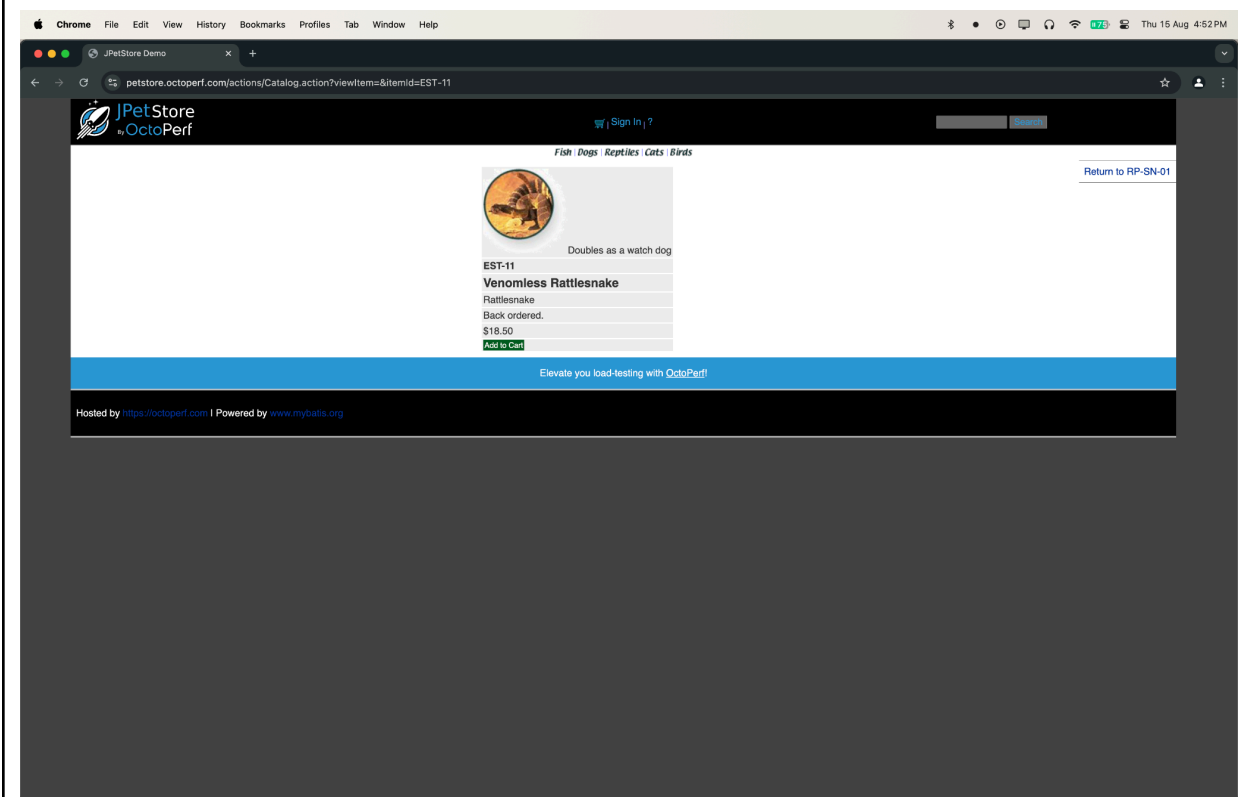 Chrome File Edit View History Bookmarks Profiles Tab Window Help 75 Thu 15 Aug 4:52 PM
JPetStore Demo
petstore.octoperf.com/actions/Catalog.action?viewItem=&itemId=EST-11
JPetStore
By OctoPerf
| Sign In | ?
Search
Fish | Dogs | Reptiles | Cats | Birds
Return to RP-SN-01
Doubles as a watch dog
EST-11
Venomless Rattlesnake
Rattlesnake
Back ordered.
$18.50
Add to Cart
Elevate you load-testing with OctoPerf!
Hosted by https://octoperf.com | Powered by www.mybatis.org